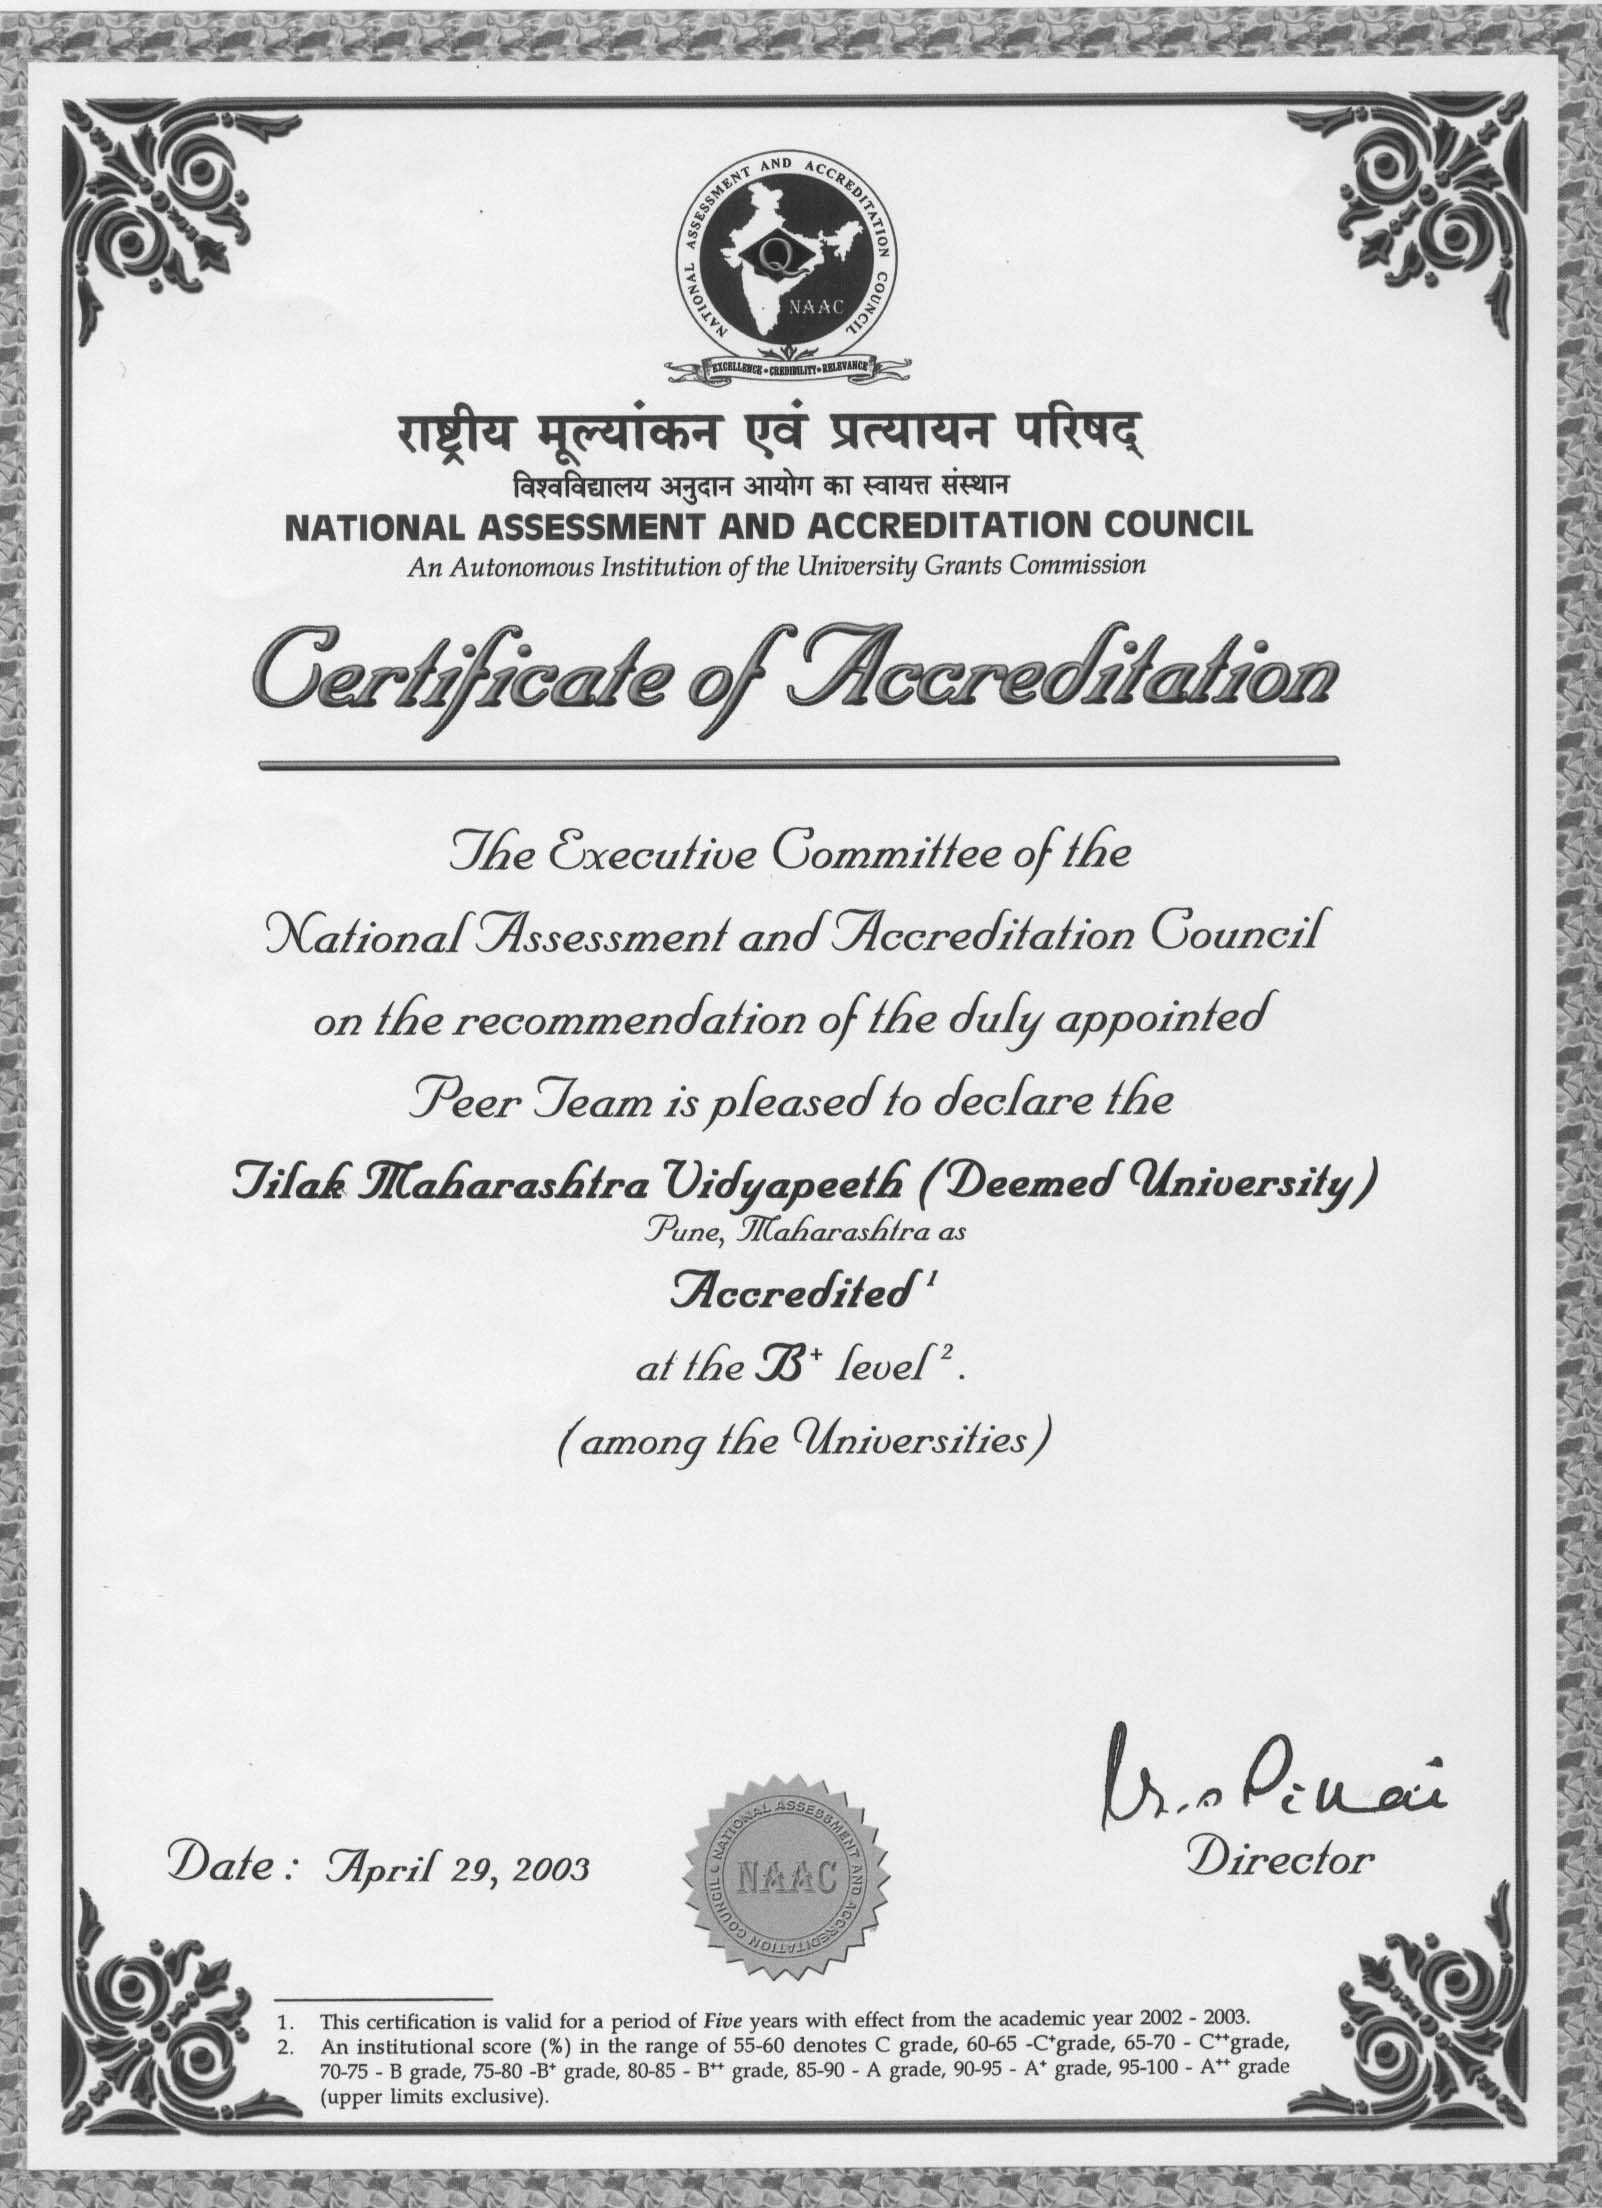 NATIONAL ASSESSMENT AND ACCREDITATION COUNCIL
Q
NAAC
EXCELLENCE • CREDIBILITY • RELEVANCE
राष्ट्रीय मूल्यांकन एवं प्रत्यायन परिषद्
विश्वविद्यालय अनुदान आयोग का स्वायत्त संस्थान
NATIONAL ASSESSMENT AND ACCREDITATION COUNCIL
An Autonomous Institution of the University Grants Commission
Certificate of Accreditation
The Executive Committee of the
National Assessment and Accreditation Council
on the recommendation of the duly appointed
Peer Team is pleased to declare the
Tilak Maharashtra Vidyapeeth (Deemed University)
Pune, Maharashtra as
Accredited ¹
at the B⁺ level ².
(among the Universities)
Pillai
Director
Date : April 29, 2003
NATIONAL ASSESSMENT AND ACCREDITATION COUNCIL •
NAAC
1. This certification is valid for a period of Five years with effect from the academic year 2002 - 2003.
2. An institutional score (%) in the range of 55-60 denotes C grade, 60-65 -C⁺grade, 65-70 - C⁺⁺grade,
70-75 - B grade, 75-80 -B⁺ grade, 80-85 - B⁺⁺ grade, 85-90 - A grade, 90-95 - A⁺ grade, 95-100 - A⁺⁺ grade
(upper limits exclusive).